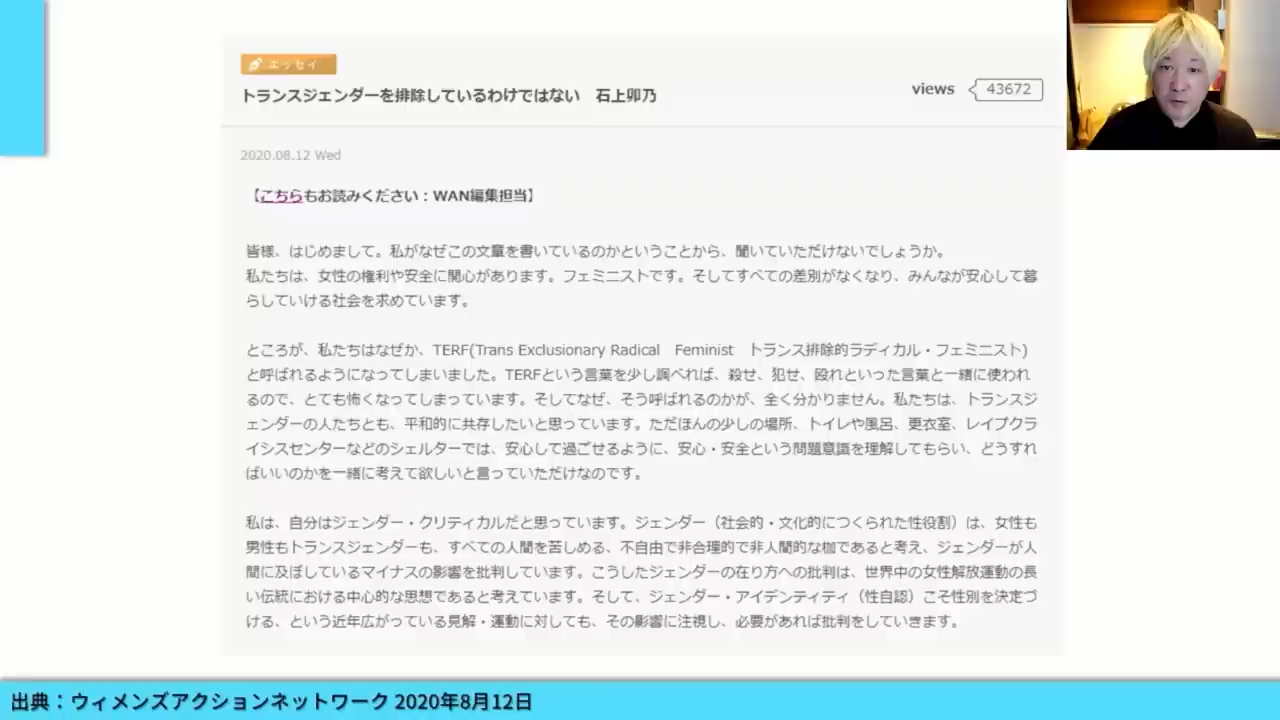 エッセイ
トランスジェンダーを排除しているわけではない　石上卯乃
views 43672
2020.08.12 Wed
【こちらもお読みください：WAN編集担当】
皆様、はじめまして。私がなぜこの文章を書いているのかということから、聞いていただけないでしょうか。
私たちは、女性の権利や安全に関心があります。フェミニストです。そしてすべての差別がなくなり、みんなが安心して暮
らしていける社会を求めています。
ところが、私たちはなぜか、TERF(Trans Exclusionary Radical　Feminist　トランス排除的ラディカル・フェミニスト)
と呼ばれるようになってしまいました。TERFという言葉を少し調べれば、殺せ、犯せ、殴れといった言葉と一緒に使われ
るので、とても怖くなってしまっています。そしてなぜ、そう呼ばれるのかが、全く分かりません。私たちは、トランスジ
ェンダーの人たちとも、平和的に共存したいと思っています。ただほんの少しの場所、トイレや風呂、更衣室、レイプクラ
イシスセンターなどのシェルターでは、安心して過ごせるように、安心・安全という問題意識を理解してもらい、どうすれ
ばいいのかを一緒に考えて欲しいと言っていただけなのです。
私は、自分はジェンダー・クリティカルだと思っています。ジェンダー（社会的・文化的につくられた性役割）は、女性も
男性もトランスジェンダーも、すべての人間を苦しめる、不自由で非合理的で非人間的な枷であると考え、ジェンダーが人
間に及ぼしているマイナスの影響を批判しています。こうしたジェンダーの在り方への批判は、世界中の女性解放運動の長
い伝統における中心的な思想であると考えています。そして、ジェンダー・アイデンティティ（性自認）こそ性別を決定づ
ける、という近年広がっている見解・運動に対しても、その影響に注視し、必要があれば批判をしていきます。
出典：ウィメンズアクションネットワーク 2020年8月12日